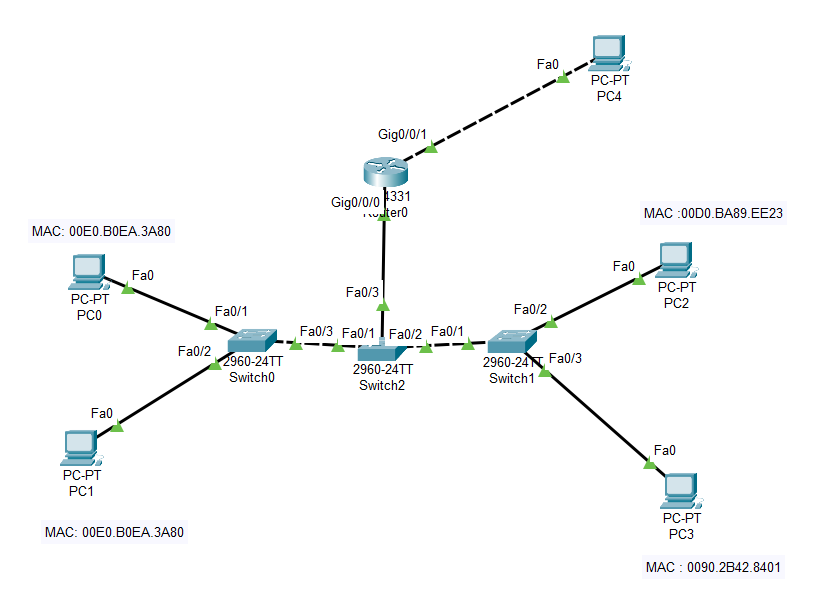 Fa0
PC-PT
PC4
Gig0/0/1
4331
Gig0/0/0
Router0
MAC: 00E0.B0EA.3A80
MAC :00D0.BA89.EE23
Fa0
PC-PT
PC0
Fa0
PC-PT
PC2
Fa0/1
Fa0/3
Fa0/2
Fa0/2
Fa0/3
Fa0/1
Fa0/2
Fa0/1
Fa0/3
2960-24TT
Switch0
2960-24TT
Switch2
2960-24TT
Switch1
Fa0
PC-PT
PC1
Fa0
PC-PT
PC3
MAC: 00E0.B0EA.3A80
MAC : 0090.2B42.8401